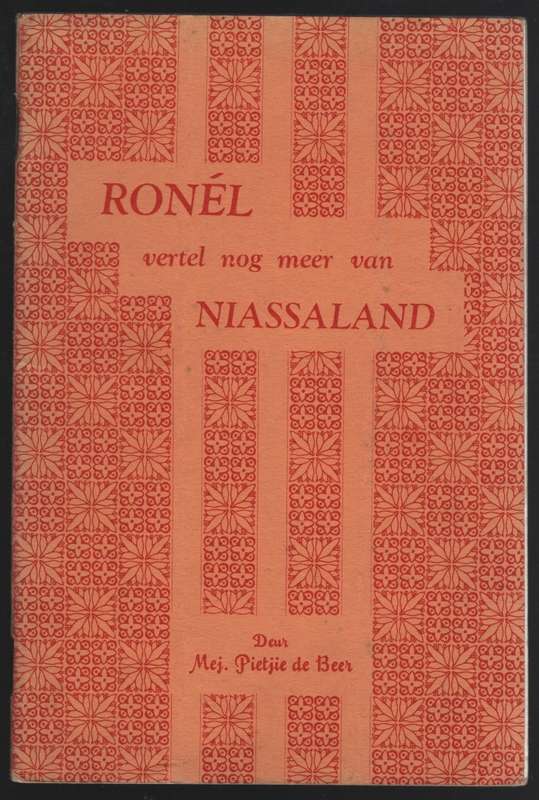 RONÉL
vertel nog meer van
NIASSALAND
Deur
Mej. Pietjie de Beer